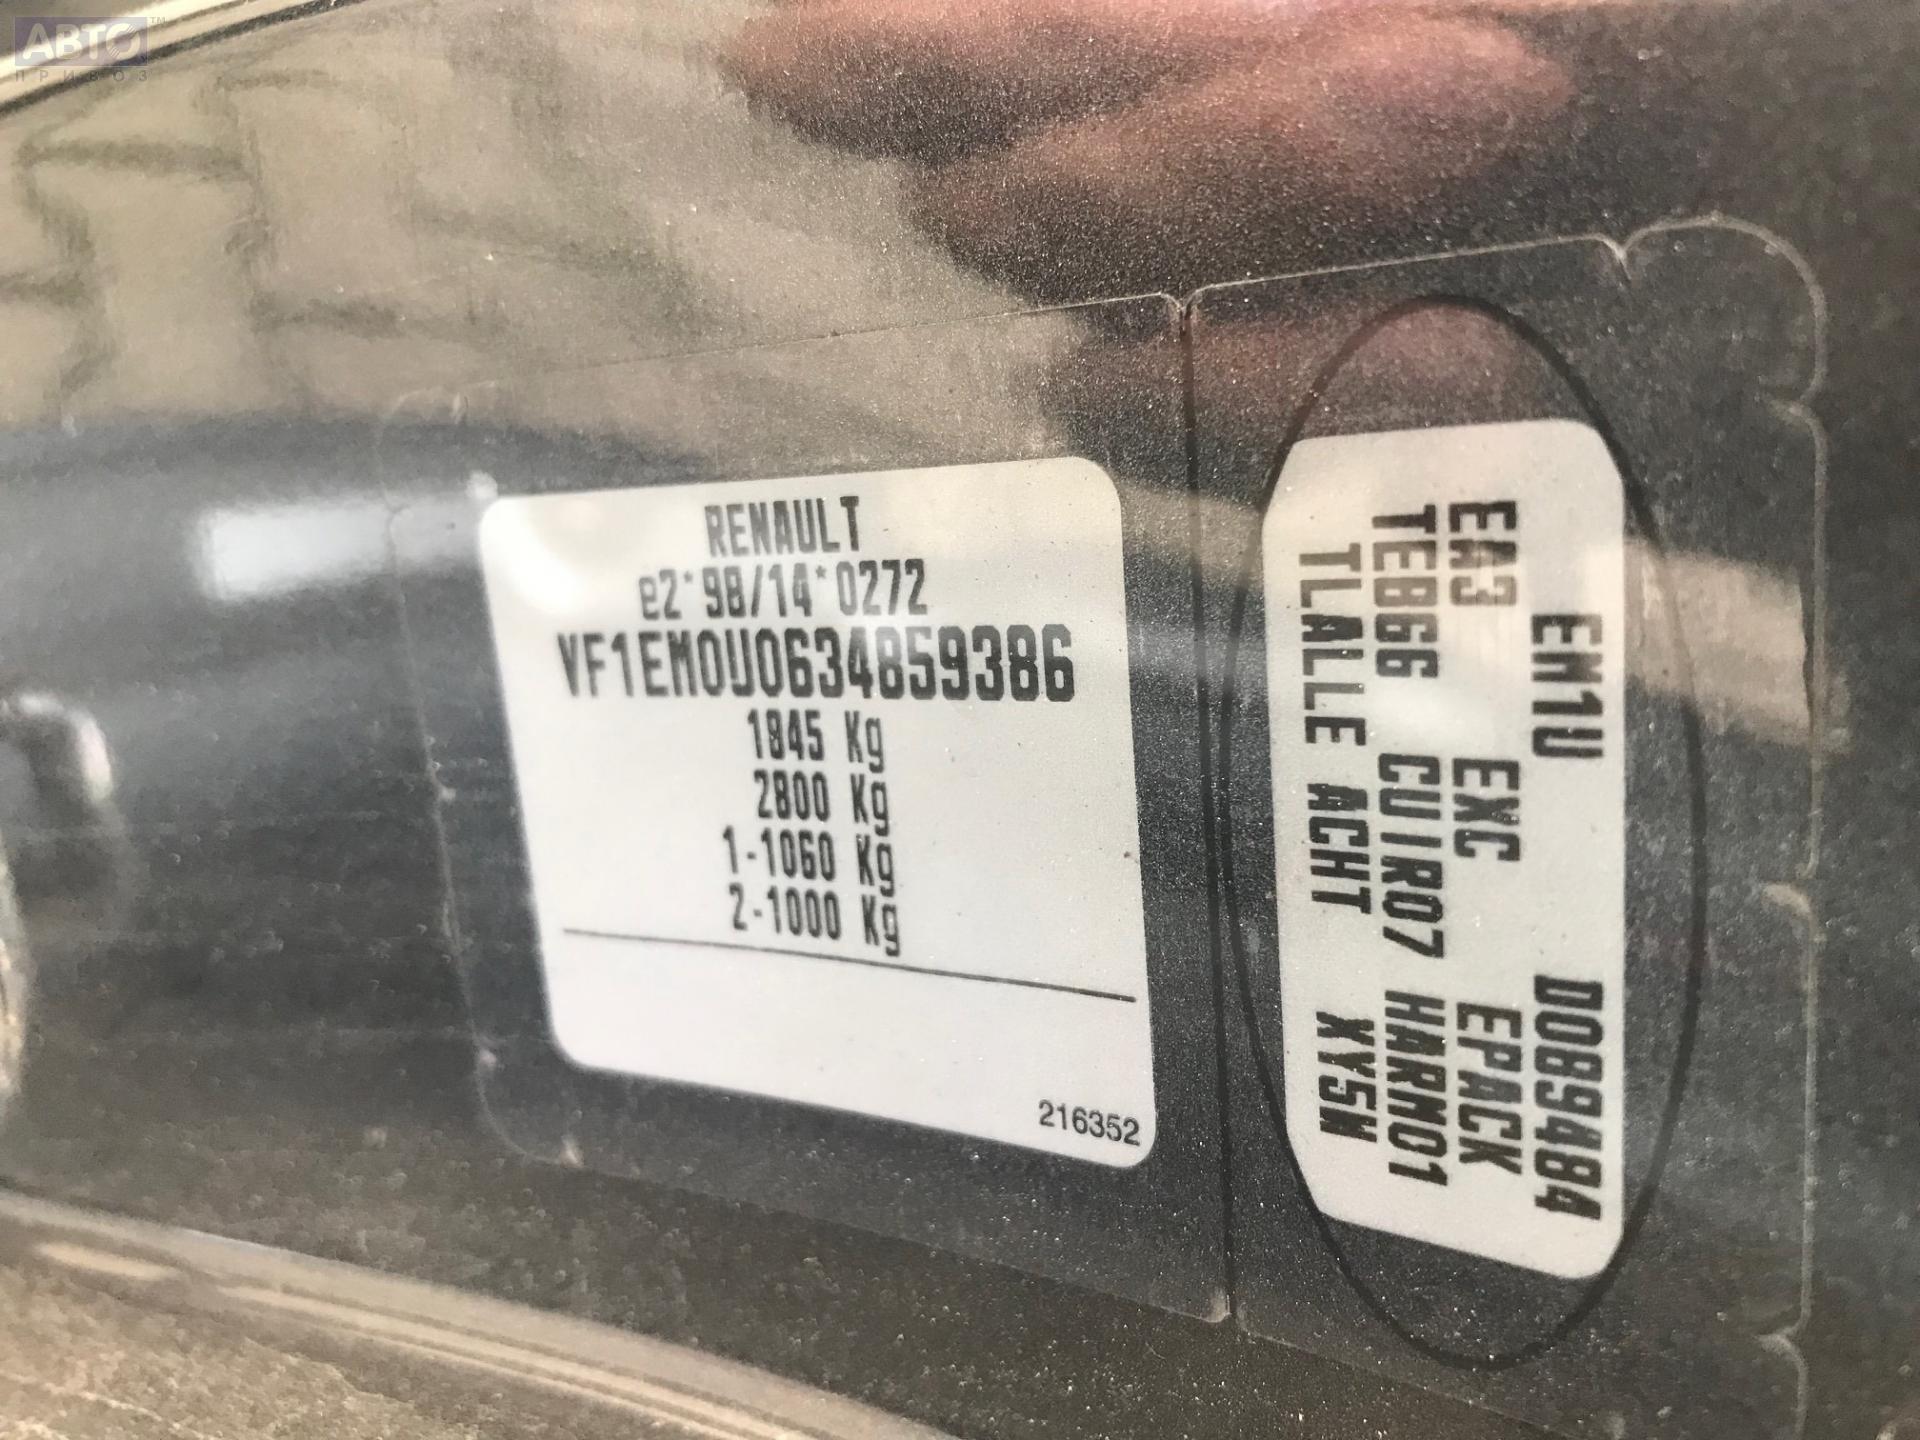 АВТО™
ПРИВОЗ
RENAULT
e2*98/14*0272
VF1EM0U0634859386
1845 Kg
2800 Kg
1-1060 Kg
2-1000 Kg
216352
EM1U D089484
EA3 EXC EPACK
TEB66 CUIR07 HARM01
TLALLE ACHT XY5N